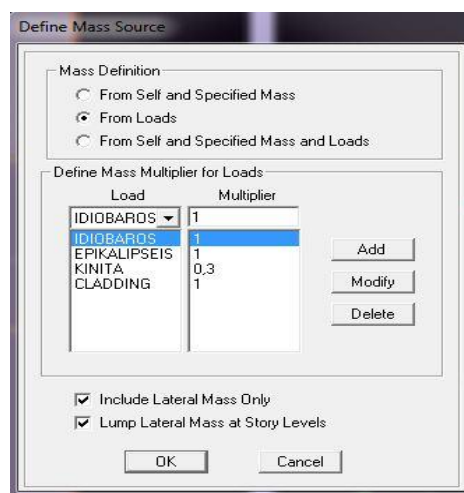 Define Mass Source
Mass Definition
From Self and Specified Mass
From Loads
From Self and Specified Mass and Loads
Define Mass Multiplier for Loads
Load Multiplier
IDIOBAROS 1
IDIOBAROS 1
EPIKALIPSEIS 1
KINITA 0,3
CLADDING 1
Add
Modify
Delete
Include Lateral Mass Only
Lump Lateral Mass at Story Levels
OK Cancel